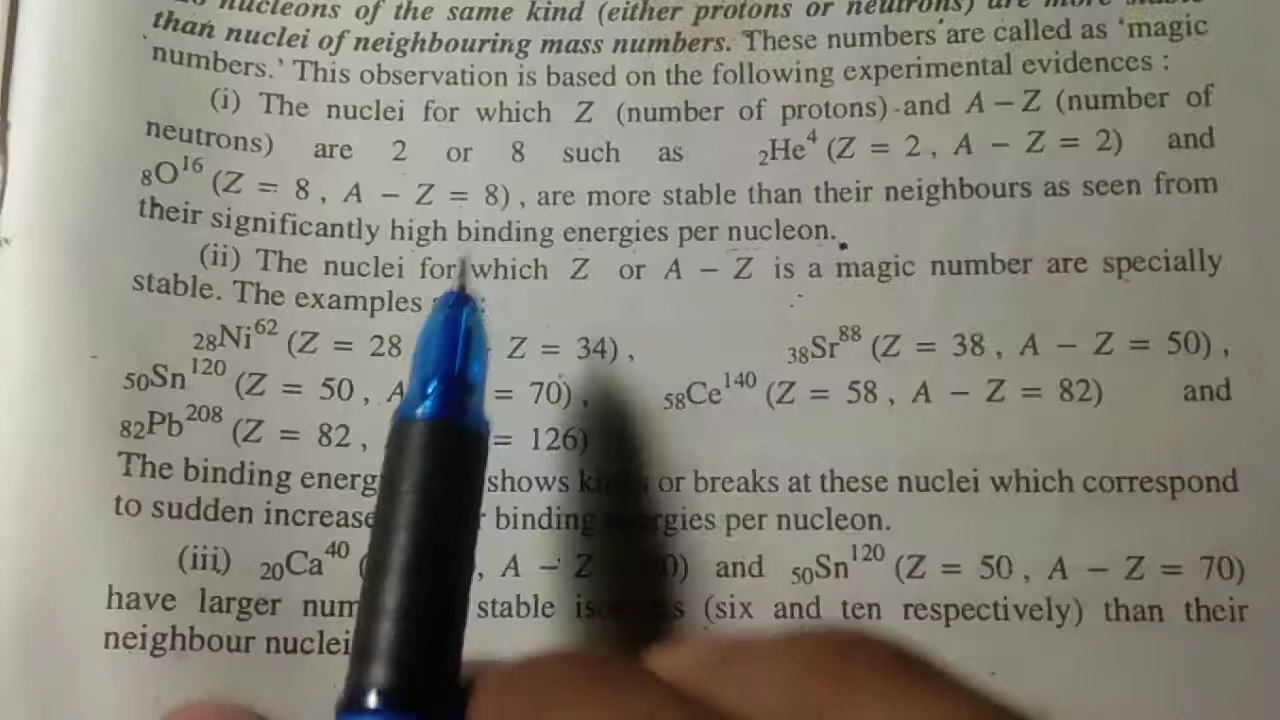 nucleons of the same kind (either protons or neutrons) are more
than nuclei of neighbouring mass numbers. These numbers are called as 'magic
numbers.' This observation is based on the following experimental evidences :
(i) The nuclei for which Z (number of protons) and A – Z (number of
neutrons) are 2 or 8 such as ₂He⁴ (Z = 2 , A – Z = 2) and
₈O¹⁶ (Z = 8 , A – Z = 8) , are more stable than their neighbours as seen from
their significantly high binding energies per nucleon.
(ii) The nuclei for which Z or A – Z is a magic number are specially
stable. The examples :
₂₈Ni⁶² (Z = 28 Z = 34) , ₃₈Sr⁸⁸ (Z = 38 , A – Z = 50) ,
₅₀Sn¹²⁰ (Z = 50 , A = 70) , ₅₈Ce¹⁴⁰ (Z = 58 , A – Z = 82) and
₈₂Pb²⁰⁸ (Z = 82 , = 126)
The binding energ shows or breaks at these nuclei which correspond
to sudden increase binding energies per nucleon.
(iii) ₂₀Ca⁴⁰ ( , A – Z 0) and ₅₀Sn¹²⁰ (Z = 50 , A – Z = 70)
have larger num stable (six and ten respectively) than their
neighbour nuclei